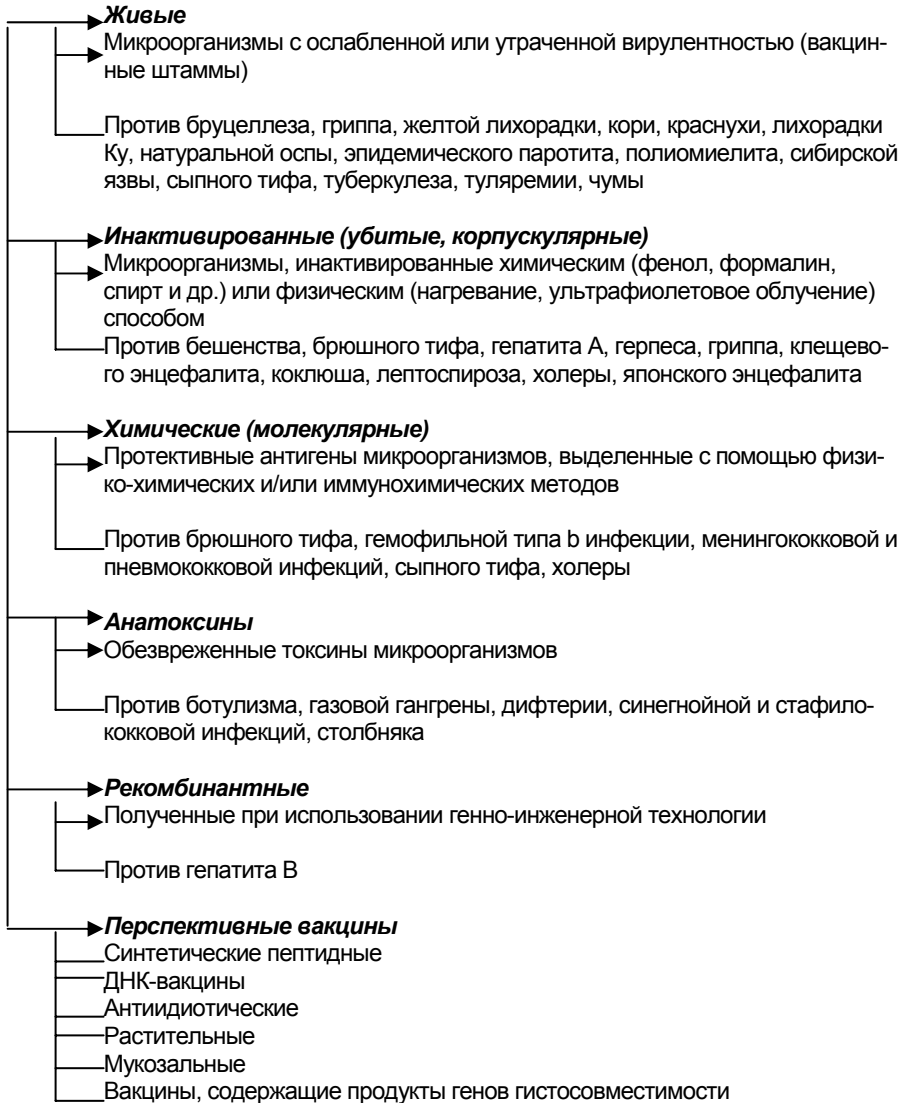 Живые
Микроорганизмы с ослабленной или утраченной вирулентностью (вакцин-
ные штаммы)
Против бруцеллеза, гриппа, желтой лихорадки, кори, краснухи, лихорадки
Ку, натуральной оспы, эпидемического паротита, полиомиелита, сибирской
язвы, сыпного тифа, туберкулеза, туляремии, чумы
Инактивированные (убитые, корпускулярные)
Микроорганизмы, инактивированные химическим (фенол, формалин,
спирт и др.) или физическим (нагревание, ультрафиолетовое облучение)
способом
Против бешенства, брюшного тифа, гепатита А, герпеса, гриппа, клещево-
го энцефалита, коклюша, лептоспироза, холеры, японского энцефалита
Химические (молекулярные)
Протективные антигены микроорганизмов, выделенные с помощью физи-
ко-химических и/или иммунохимических методов
Против брюшного тифа, гемофильной типа b инфекции, менингококковой и
пневмококковой инфекций, сыпного тифа, холеры
Анатоксины
Обезвреженные токсины микроорганизмов
Против ботулизма, газовой гангрены, дифтерии, синегнойной и стафило-
кокковой инфекций, столбняка
Рекомбинантные
Полученные при использовании генно-инженерной технологии
Против гепатита В
Перспективные вакцины
Синтетические пептидные
ДНК-вакцины
Антиидиотические
Растительные
Мукозальные
Вакцины, содержащие продукты генов гистосовместимости